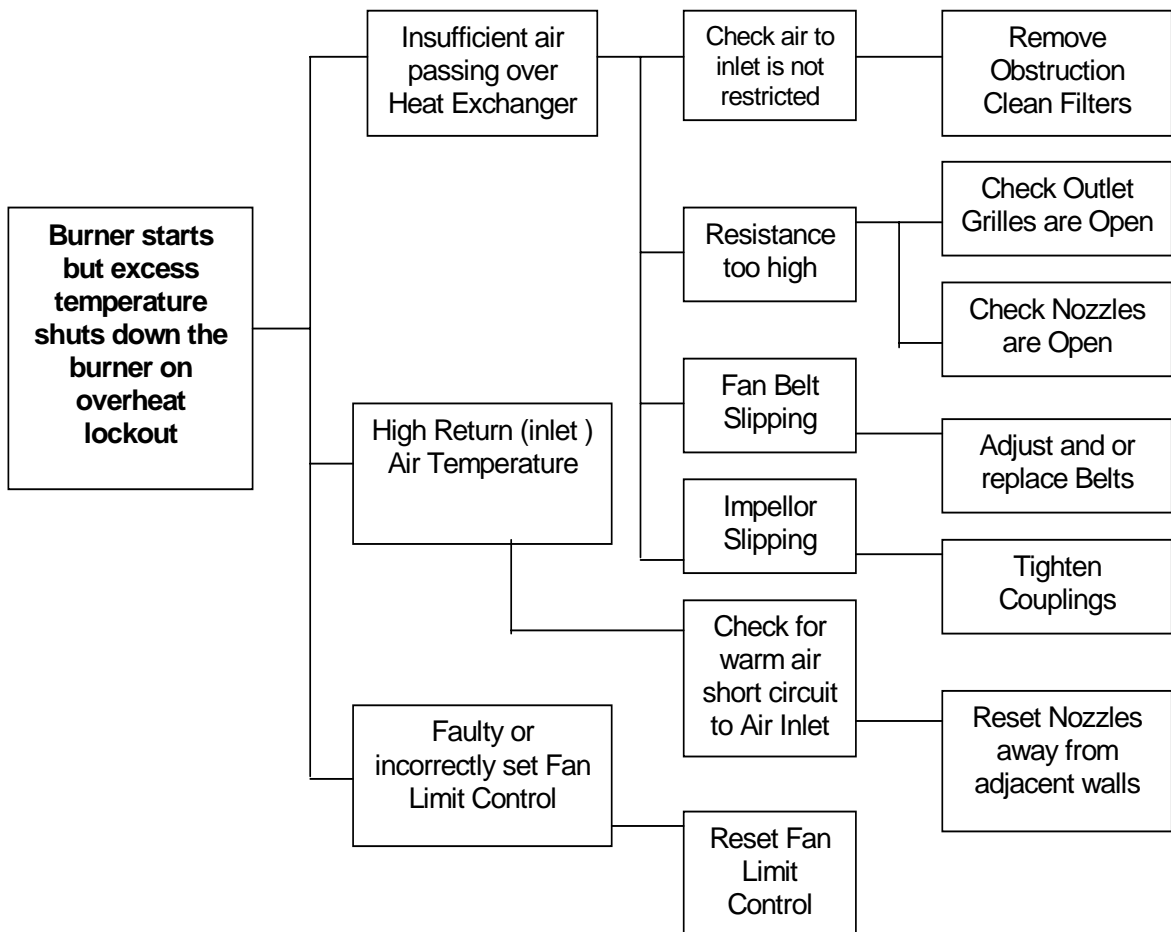 Burner starts
but excess
temperature
shuts down the
burner on
overheat
lockout
Insufficient air
passing over
Heat Exchanger
Check air to
inlet is not
restricted
Remove
Obstruction
Clean Filters
Resistance
too high
Check Outlet
Grilles are Open
Check Nozzles
are Open
Fan Belt
Slipping
Adjust and or
replace Belts
Impellor
Slipping
Tighten
Couplings
High Return (inlet )
Air Temperature
Check for
warm air
short circuit
to Air Inlet
Reset Nozzles
away from
adjacent walls
Faulty or
incorrectly set Fan
Limit Control
Reset Fan
Limit
Control